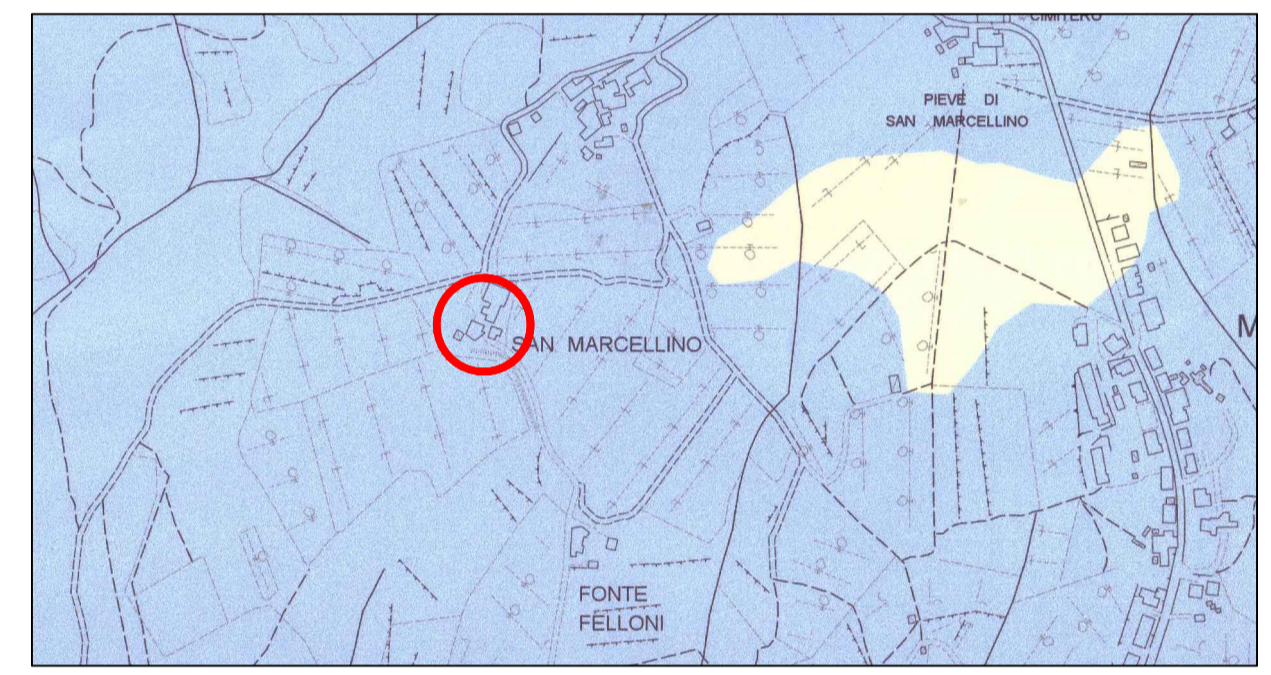 CIMITERO
PIEVE DI
SAN MARCELLINO
SAN MARCELLINO
M
FONTE
FELLONI